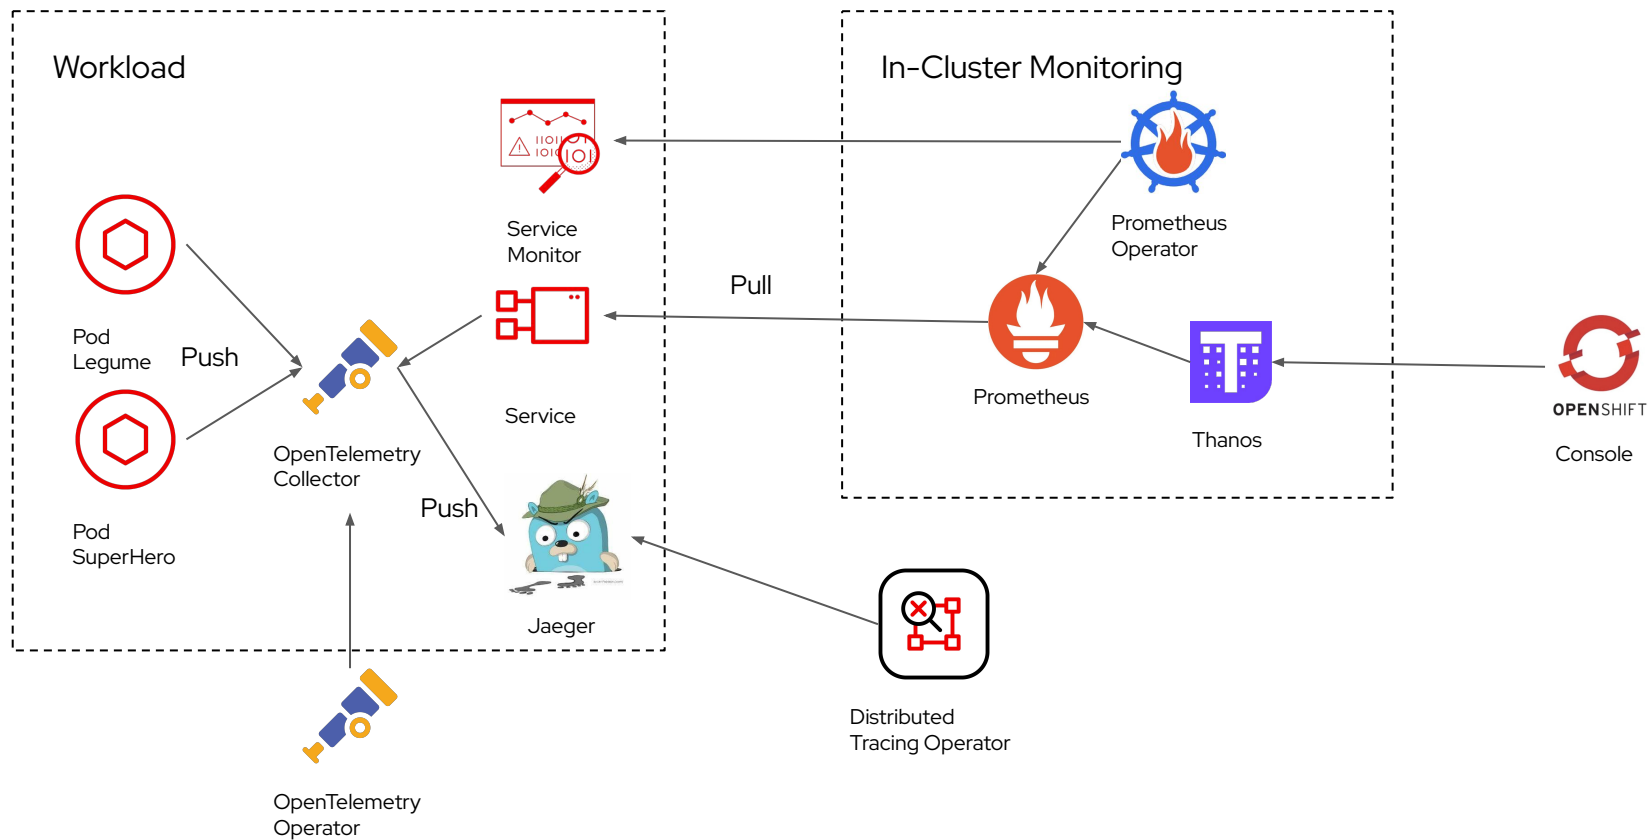 Workload
In-Cluster Monitoring
Service
Monitor
Prometheus
Operator
Pull
Pod
Legume
Push
Service
Prometheus
Thanos
OPENSHIFT
Console
OpenTelemetry
Collector
Push
Pod
SuperHero
Jaeger
Distributed
Tracing Operator
OpenTelemetry
Operator